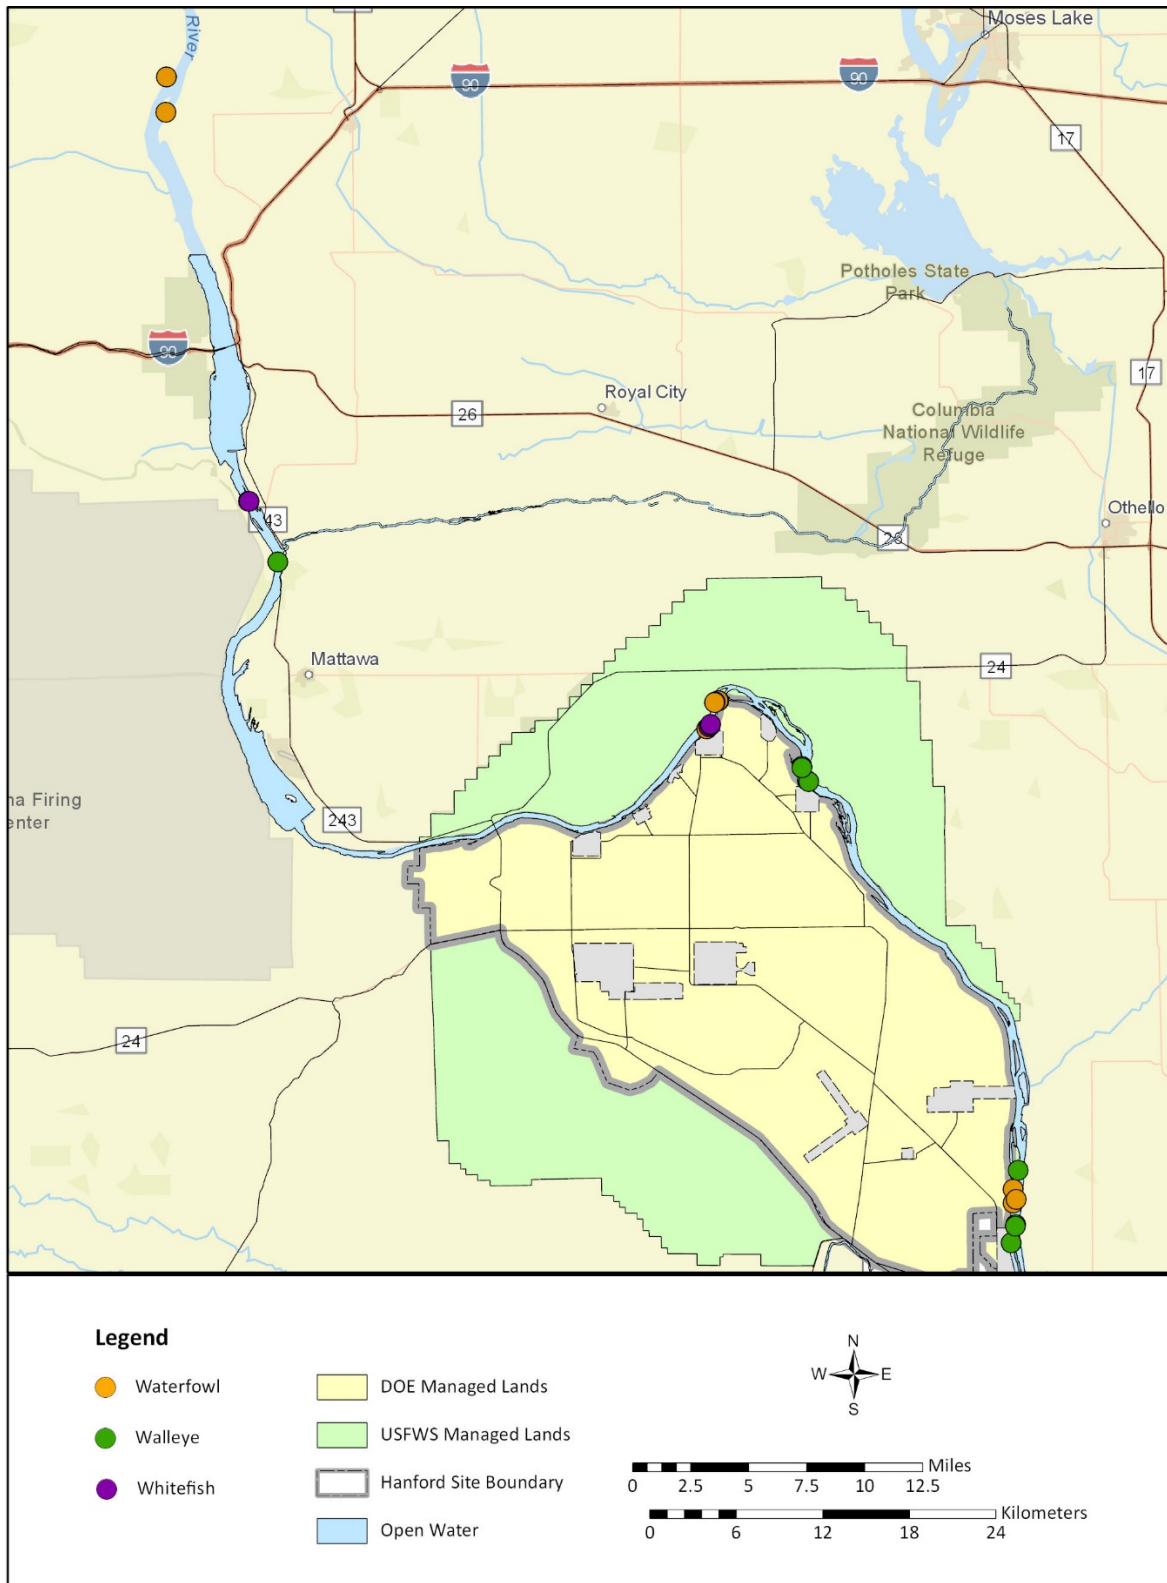 River
Moses Lake
90
90
17
Potholes State
Park
90
17
Royal City
26
Columbia
National Wildlife
Refuge
43
Othello
26
Mattawa
24
na Firing
enter
243
24
Legend
Waterfowl
Walleye
Whitefish
DOE Managed Lands
USFWS Managed Lands
Hanford Site Boundary
Open Water
N
W
E
S
Miles
0 2.5 5 7.5 10 12.5
Kilometers
0 6 12 18 24